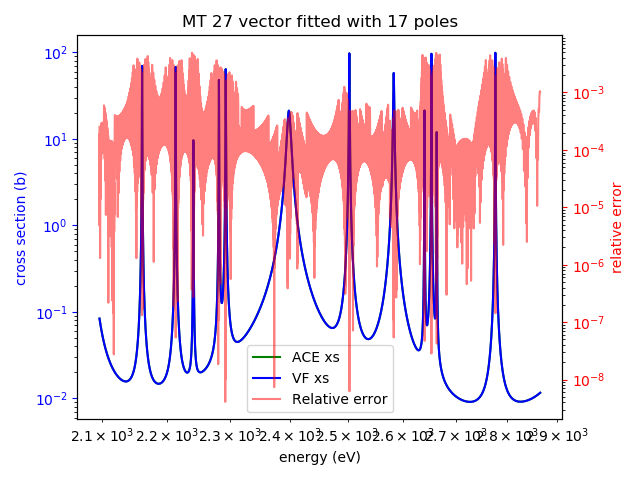 MT 27 vector fitted with 17 poles
10²
10¹
10⁰
10⁻¹
10⁻²
cross section (b)
10⁻³
10⁻⁴
10⁻⁵
10⁻⁶
10⁻⁷
10⁻⁸
relative error
ACE xs
VF xs
Relative error
2.1 × 10³ 2.2 × 10³ 2.3 × 10³ 2.4 × 10³ 2.5 × 10³ 2.6 × 10³ 2.7 × 10³ 2.8 × 10³ 2.9 × 10³
energy (eV)